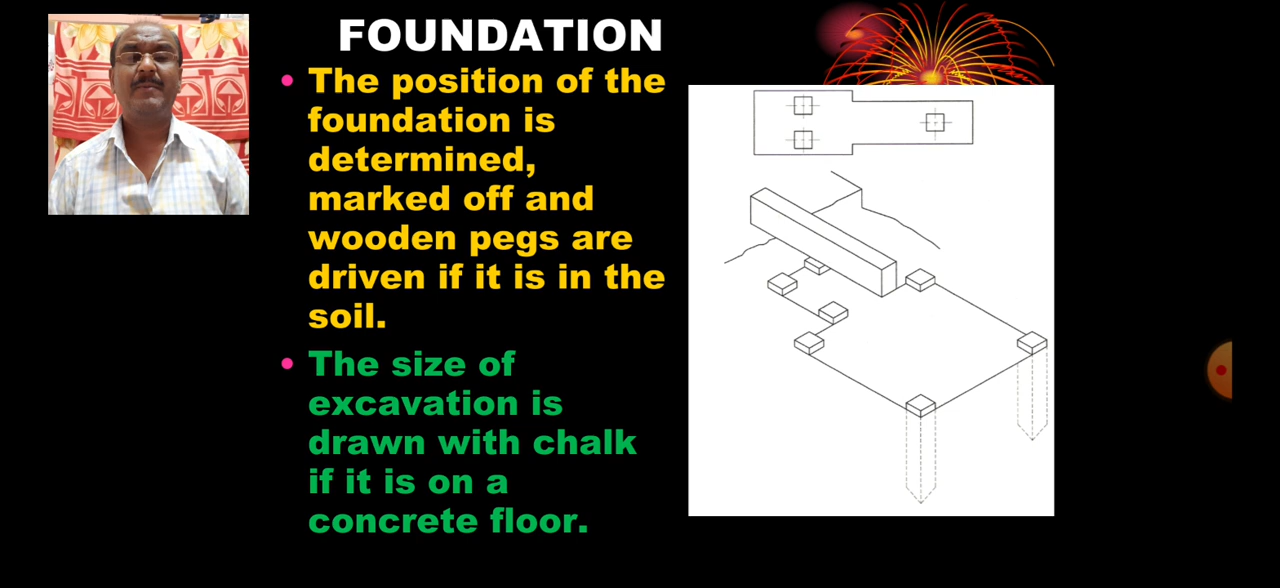 FOUNDATION
• The position of the
foundation is
determined,
marked off and
wooden pegs are
driven if it is in the
soil.
• The size of
excavation is
drawn with chalk
if it is on a
concrete floor.